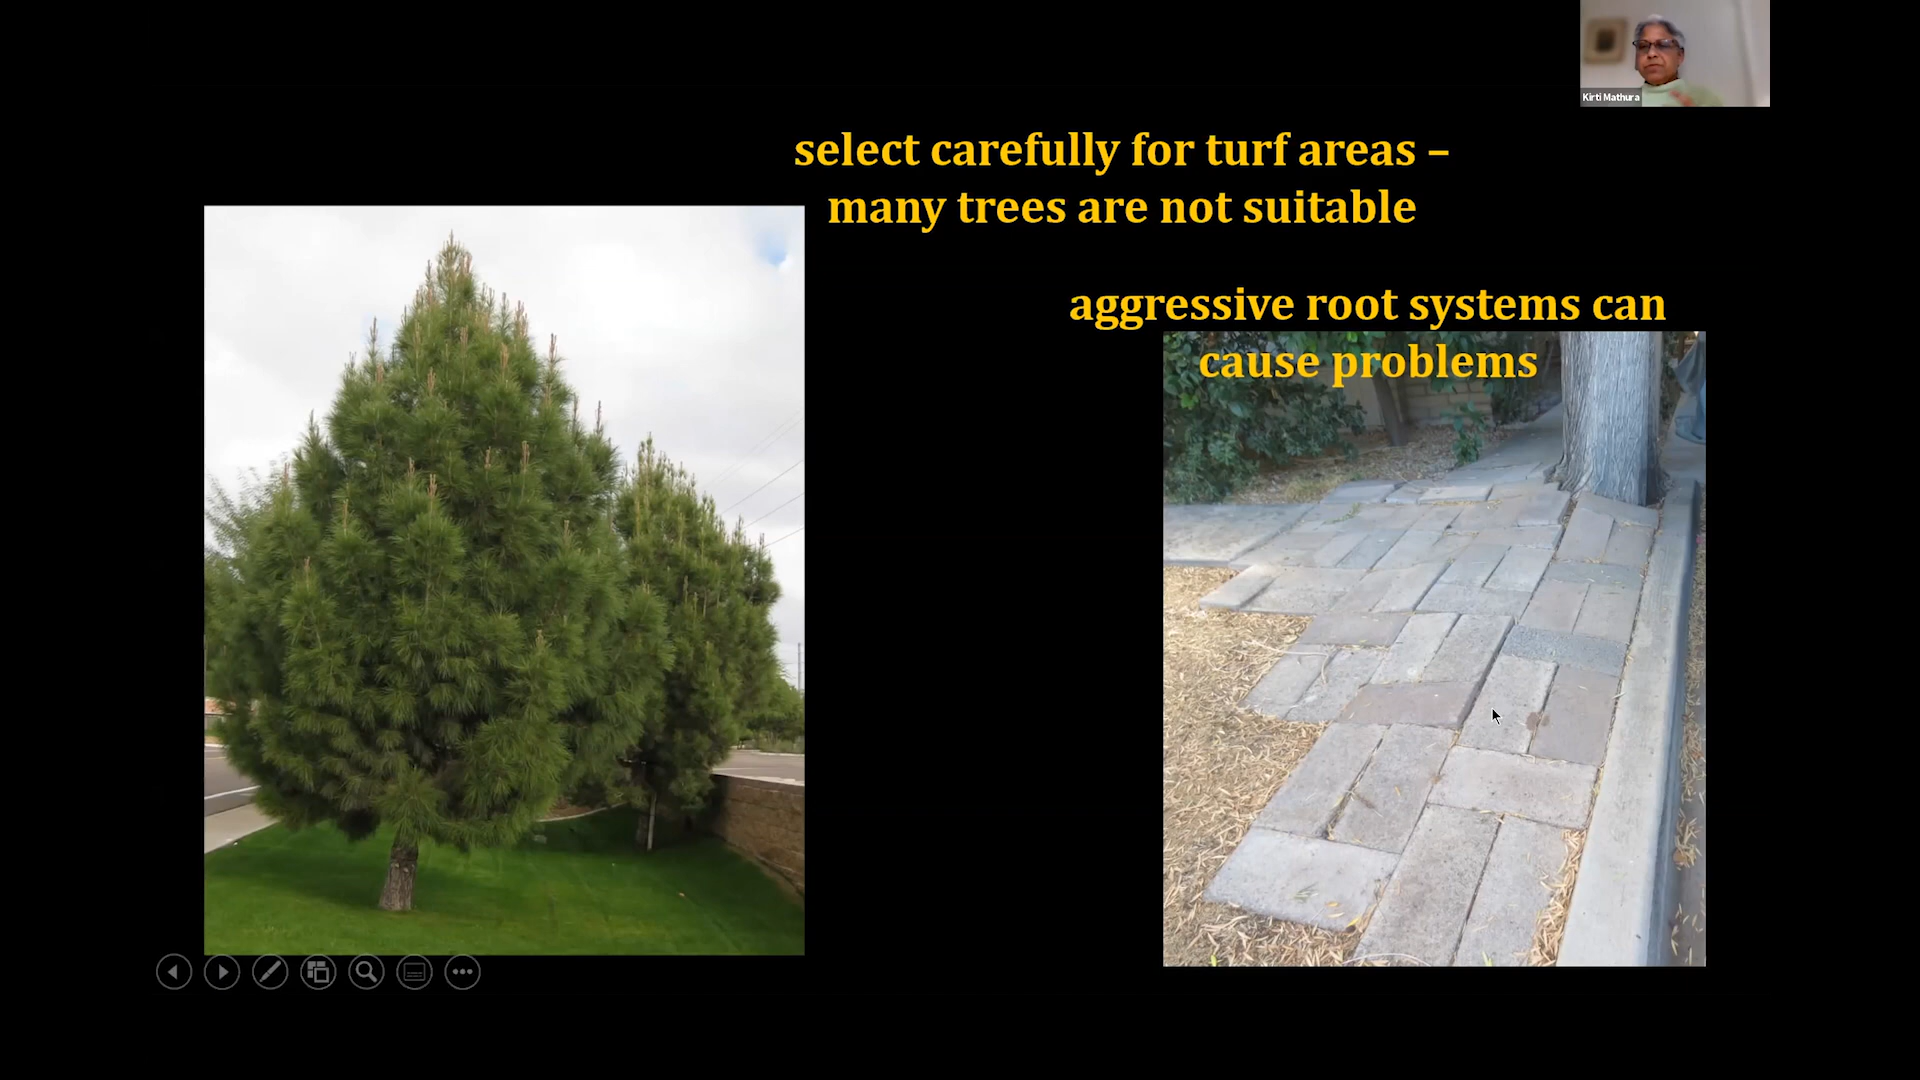 Kirti Mathura
select carefully for turf areas –
many trees are not suitable
aggressive root systems can
cause problems